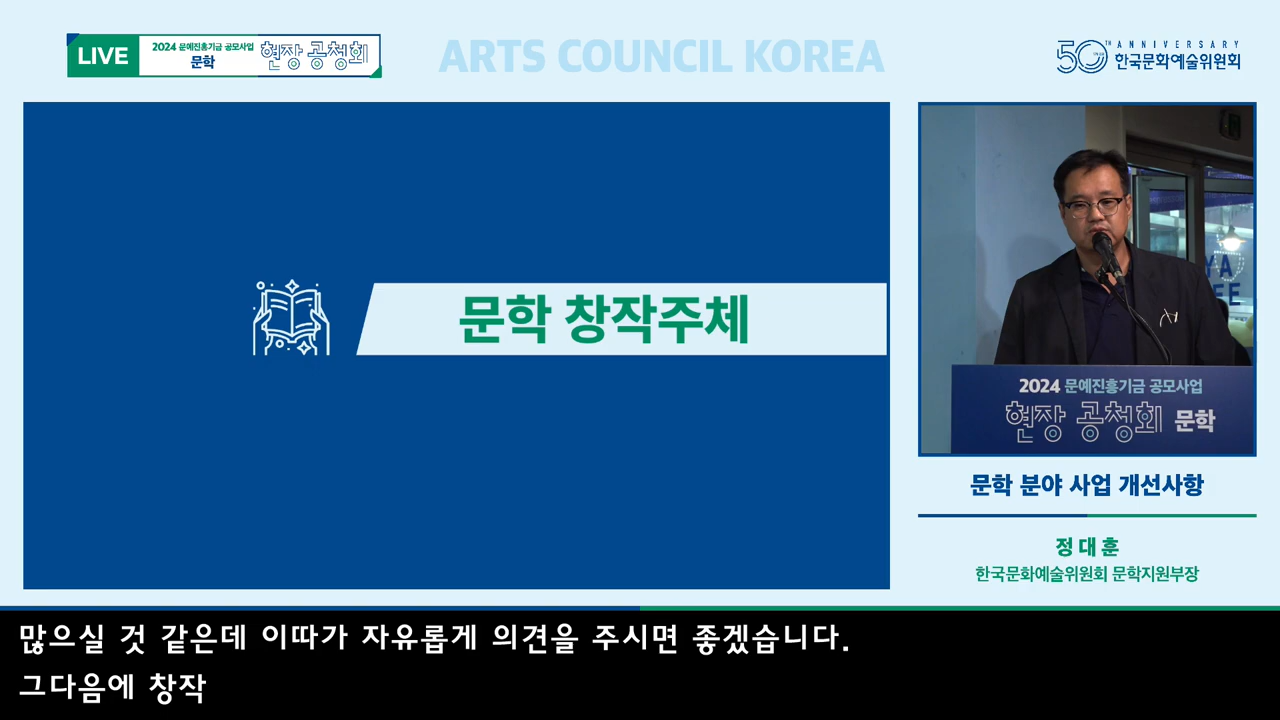 LIVE
2024 문예진흥기금 공모사업
문학
현장 공청회
ARTS COUNCIL KOREA
50TH ANNIVERSARY
한국문화예술위원회
문학 창작주체
YA
EE
2024 문예진흥기금 공모사업
현장 공청회 문학
문학 분야 사업 개선사항
정대훈
한국문화예술위원회 문학지원부장
많으실 것 같은데 이따가 자유롭게 의견을 주시면 좋겠습니다.
그다음에 창작